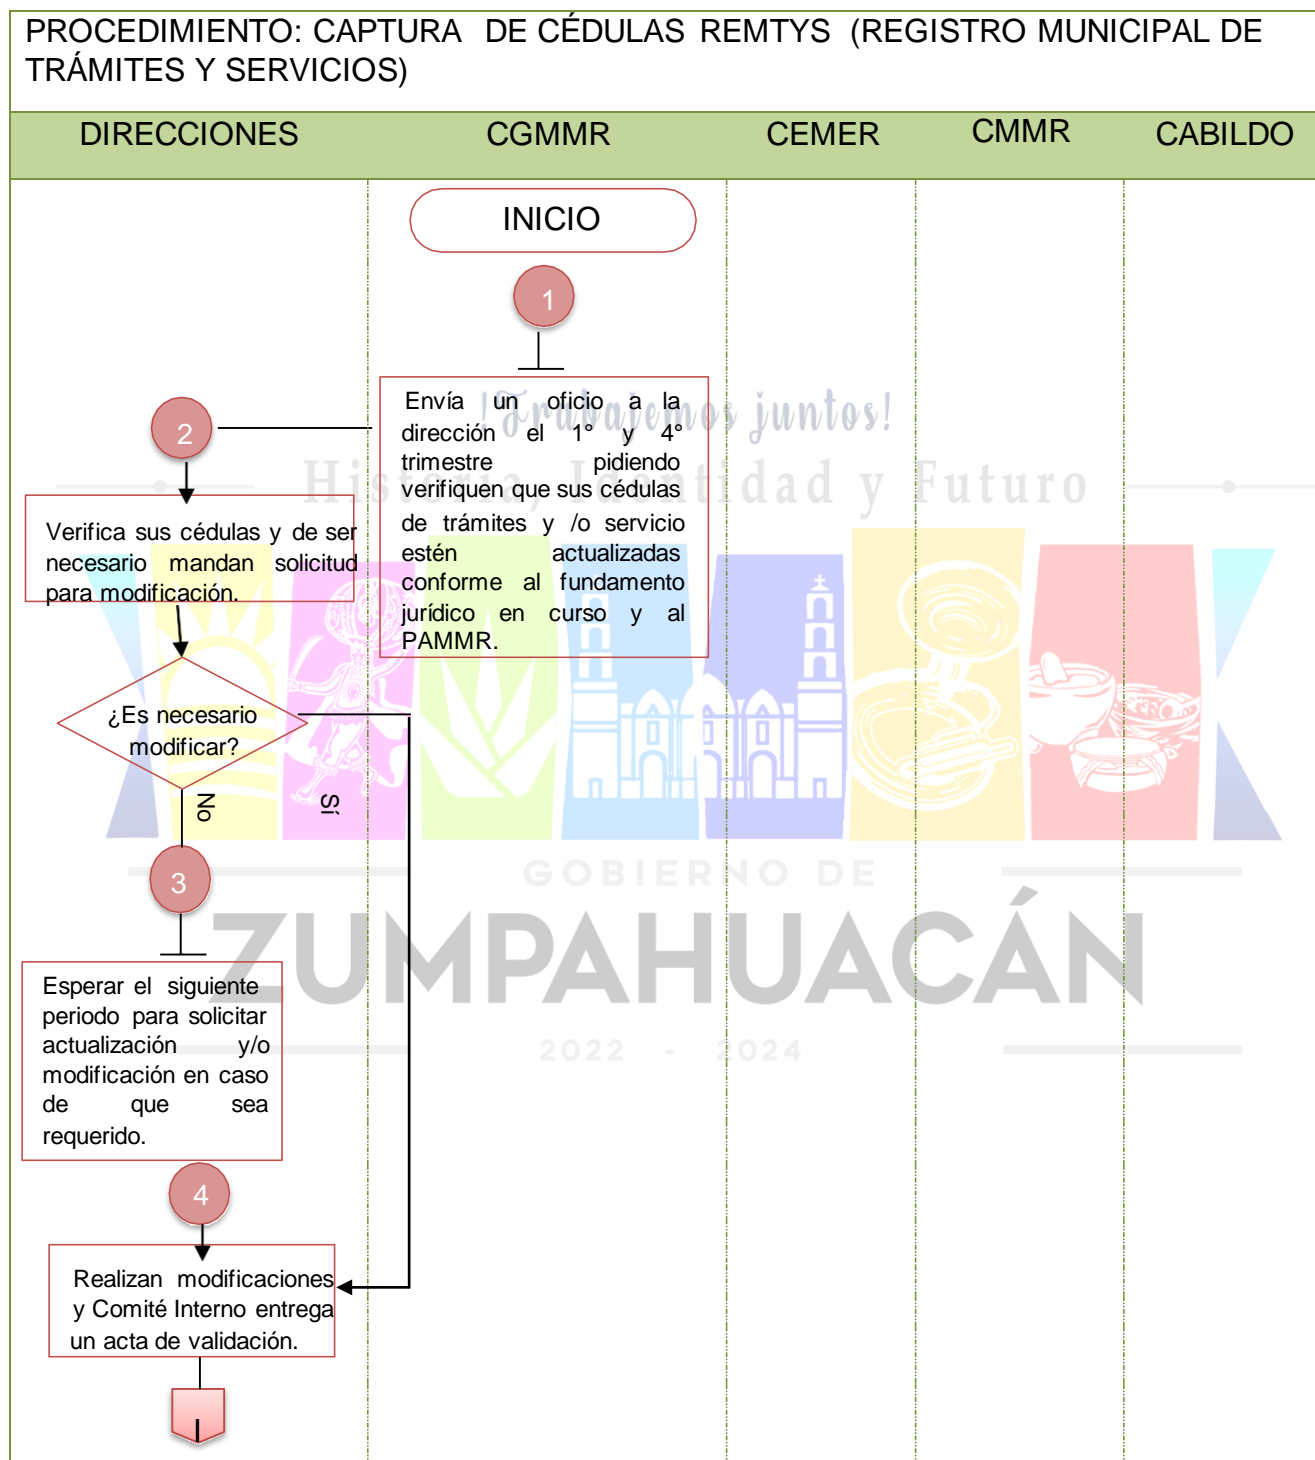 PROCEDIMIENTO: CAPTURA DE CÉDULAS REMTYS (REGISTRO MUNICIPAL DE
TRÁMITES Y SERVICIOS)
DIRECCIONES
CGMMR
CEMER
CMMR
CABILDO
INICIO
1
Envía un oficio a la
dirección el 1° y 4°
trimestre pidiendo
verifiquen que sus cédulas
de trámites y /o servicio
estén actualizadas
conforme al fundamento
jurídico en curso y al
PAMMR.
2
Verifica sus cédulas y de ser
necesario mandan solicitud
para modificación.
¿Es necesario
modificar?
No
Sí
3
Esperar el siguiente
periodo para solicitar
actualización y/o
modificación en caso
de que sea
requerido.
4
Realizan modificaciones
y Comité Interno entrega
un acta de validación.
I
!Trabajemos juntos!
Historia, Identidad y Futuro
GOBIERNO DE
ZUMPAHUACÁN
2022 - 2024